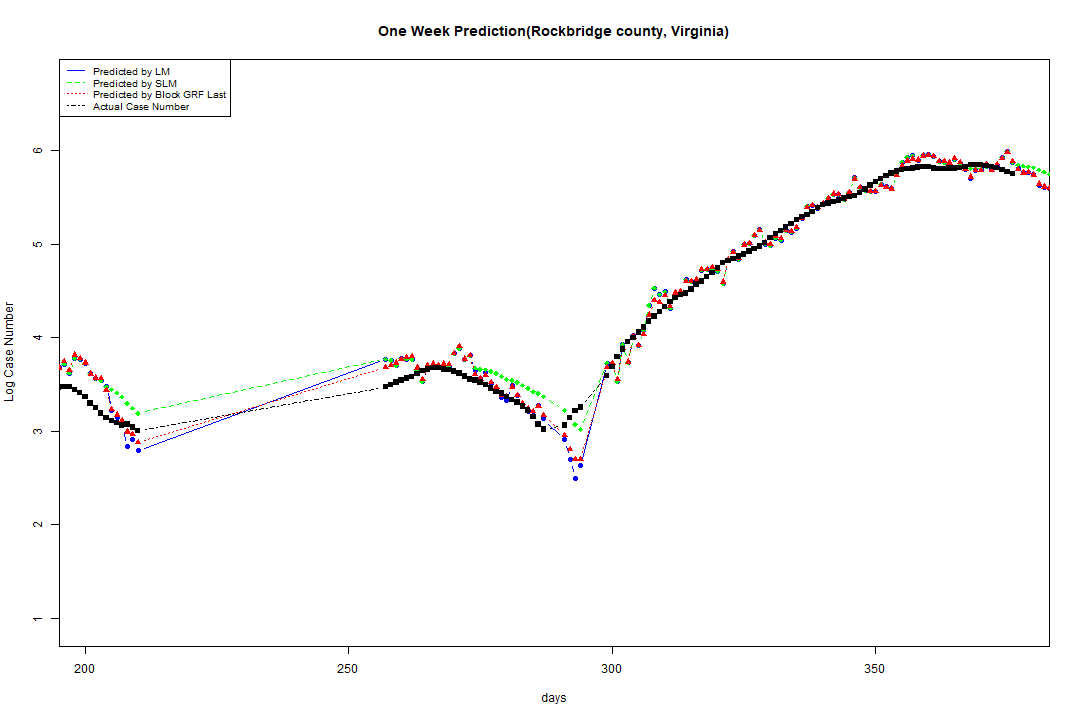 One Week Prediction(Rockbridge county, Virginia)
Predicted by LM
Predicted by SLM
Predicted by Block GRF Last
Actual Case Number
Log Case Number
6
5
4
3
2
1
200 250 300 350
days